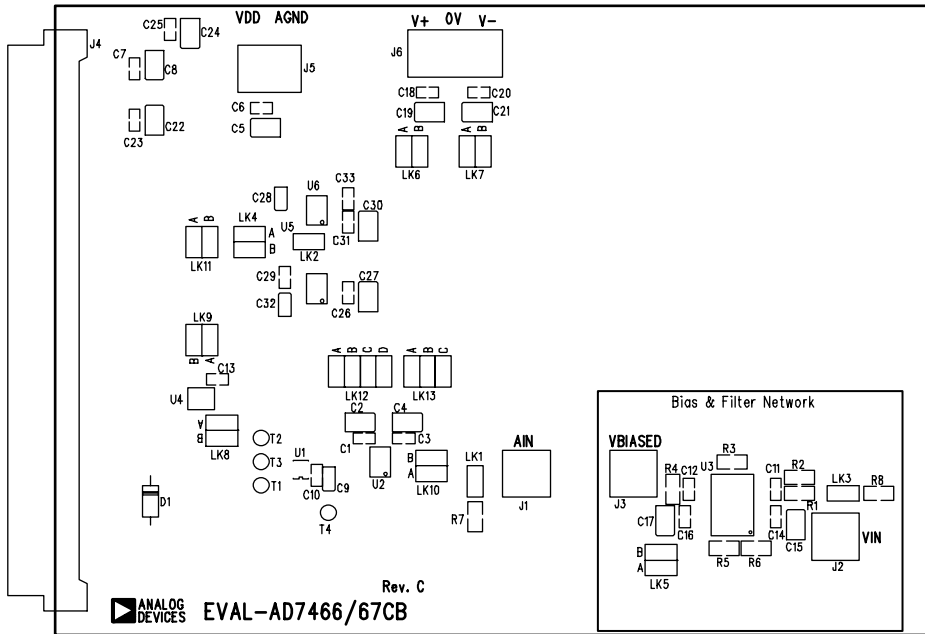 C25
C24
VDD AGND
V+ 0V V-
J4
C7
C8
J5
J6
C6
C18
C20
C19
C21
C5
C22
C23
A B
A B
LK6
LK7
C33
U6
C28
C30
A B
LK4
U5
A
B
C31
LK11
LK2
C29
C27
C32
C26
LK9
B A
C13
A B C D
A B C
U4
LK12
LK13
C2
C4
A
B
LK8
T2
C1
C3
T3
U1
B
A
LK1
AIN
T1
C10
C9
U2
LK10
J1
D1
R7
T4
Bias & Filter Network
VBIASED
R3
R4
C12
U3
C11
R2
LK3
R8
J3
R1
C17
C16
C14
C15
VIN
B
A
R5
R6
J2
LK5
Rev. C
ANALOG
DEVICES
EVAL-AD7466/67CB